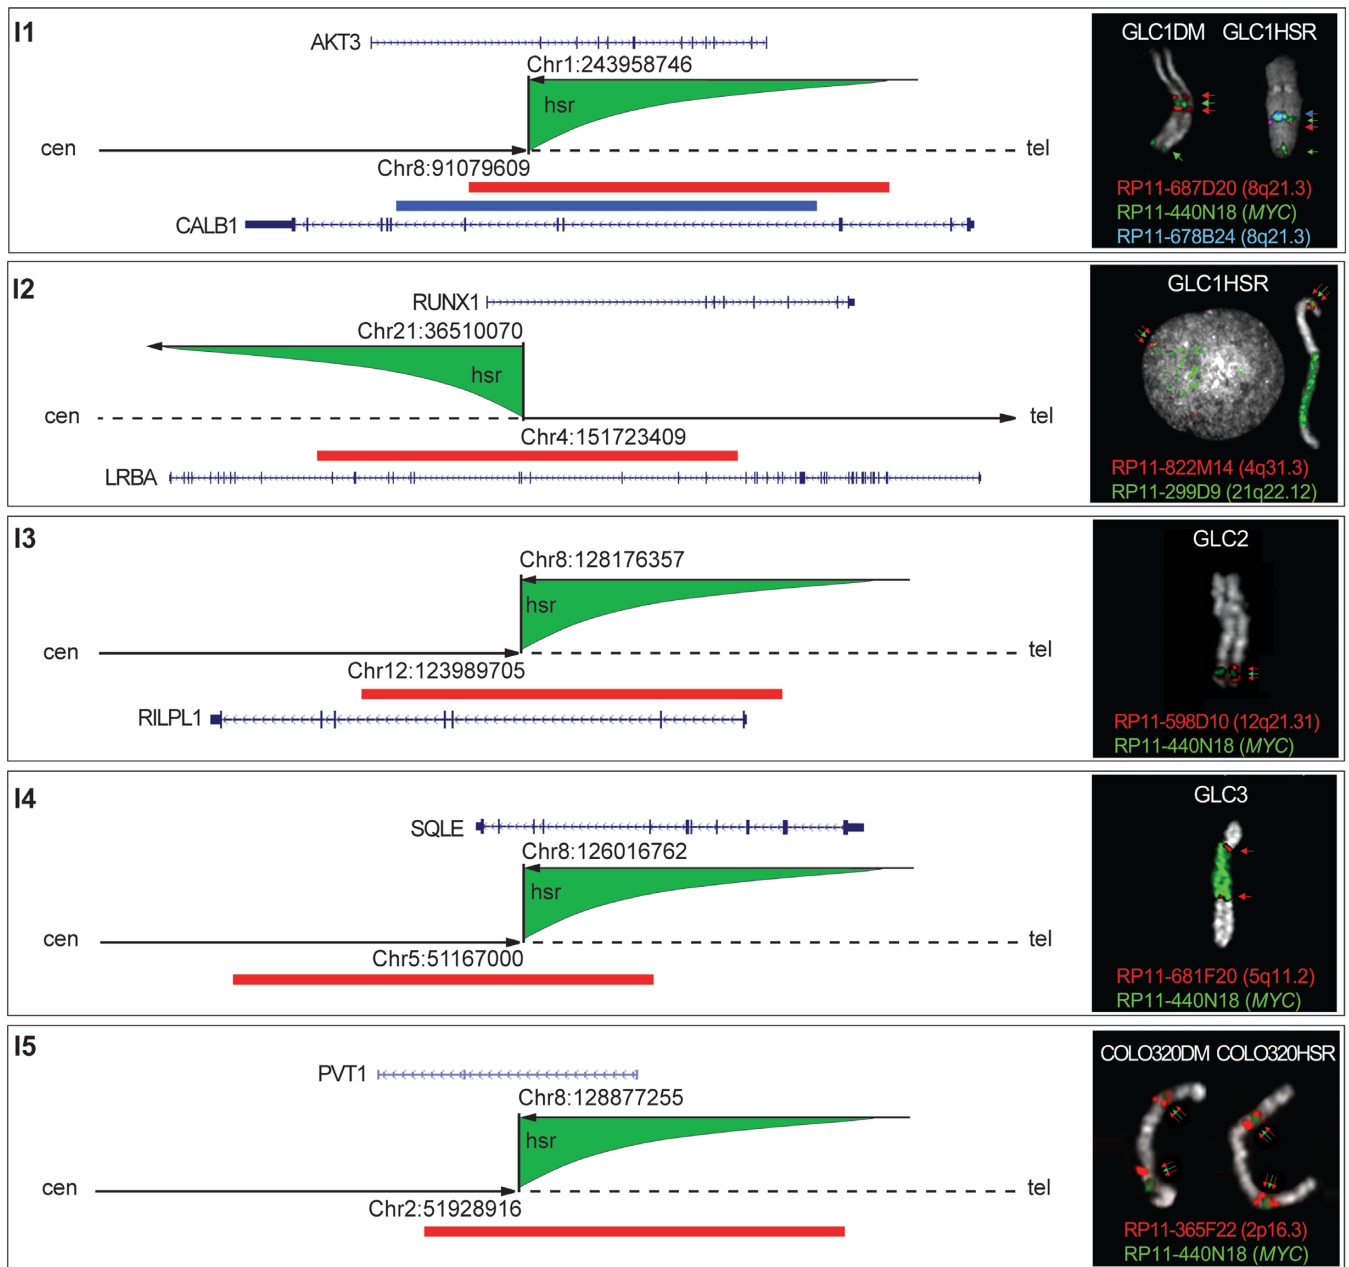 I1
AKT3
Chr1:243958746
hsr
cen
tel
Chr8:91079609
CALB1
GLC1DM GLC1HSR
RP11-687D20 (8q21.3)
RP11-440N18 (MYC)
RP11-678B24 (8q21.3)
I2
RUNX1
Chr21:36510070
hsr
cen
tel
Chr4:151723409
LRBA
GLC1HSR
RP11-822M14 (4q31.3)
RP11-299D9 (21q22.12)
I3
Chr8:128176357
hsr
cen
tel
Chr12:123989705
RILPL1
GLC2
RP11-598D10 (12q21.31)
RP11-440N18 (MYC)
I4
SQLE
Chr8:126016762
hsr
cen
tel
Chr5:51167000
GLC3
RP11-681F20 (5q11.2)
RP11-440N18 (MYC)
I5
PVT1
Chr8:128877255
hsr
cen
tel
Chr2:51928916
COLO320DM COLO320HSR
RP11-365F22 (2p16.3)
RP11-440N18 (MYC)